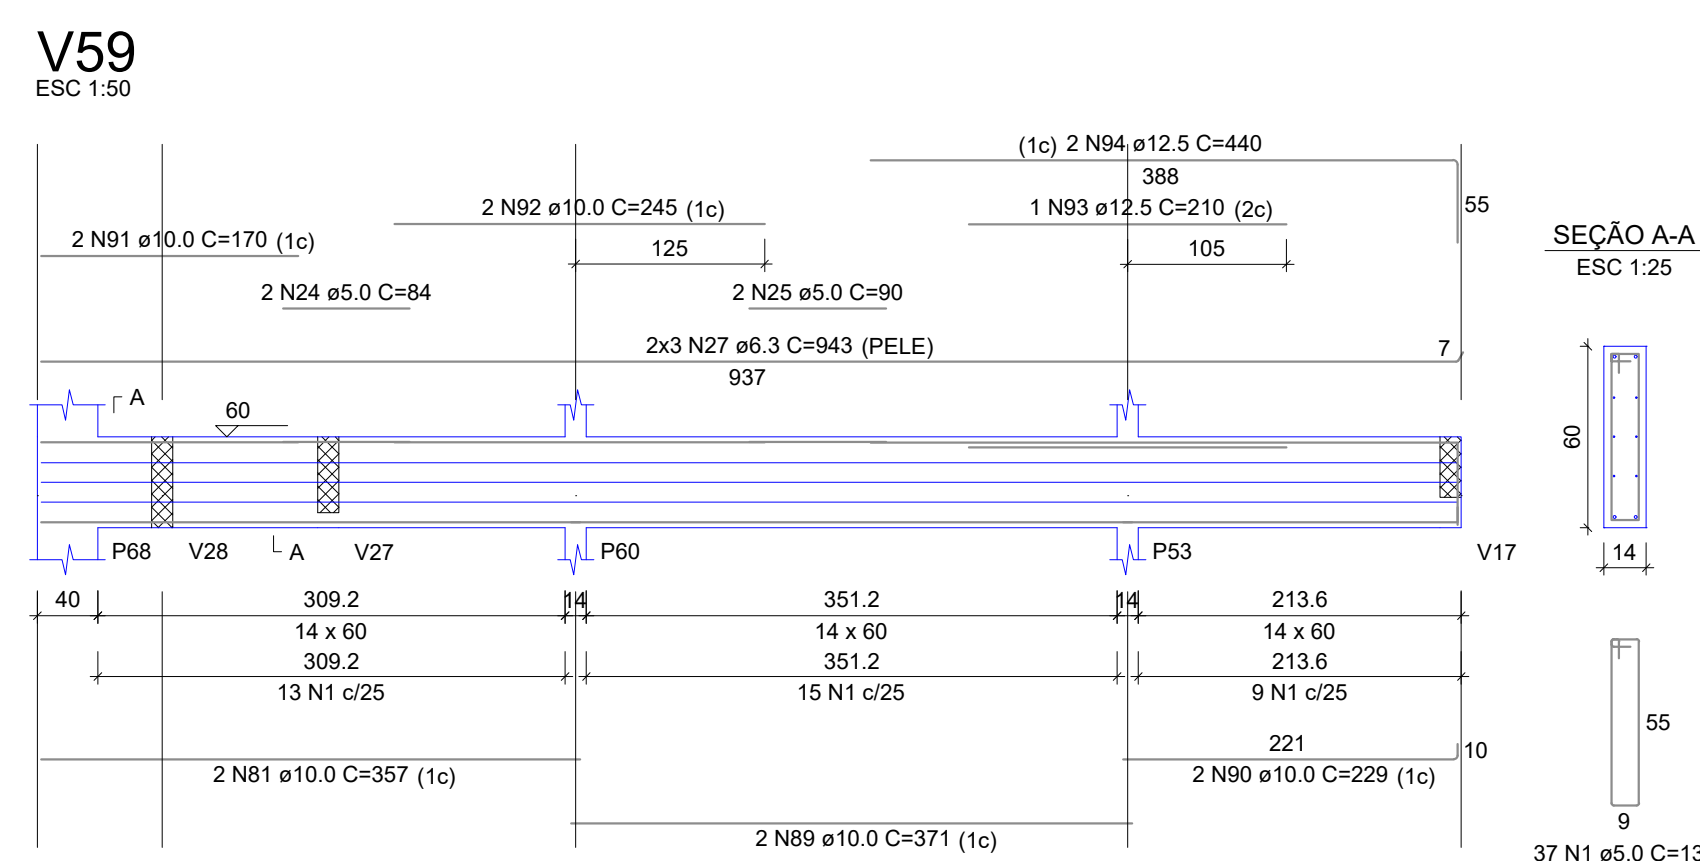 V59
ESC 1:50
(1c) 2 N94 ø12.5 C=440
388
55
2 N92 ø10.0 C=245 (1c)
1 N93 ø12.5 C=210 (2c)
2 N91 ø10.0 C=170 (1c)
125
105
SEÇÃO A-A
ESC 1:25
2 N24 ø5.0 C=84
2 N25 ø5.0 C=90
2x3 N27 ø6.3 C=943 (PELE)
7
937
A
60
60
P68
V28
A
V27
P60
P53
V17
14
40
309.2
14
351.2
14
213.6
14 x 60
14 x 60
14 x 60
309.2
351.2
213.6
13 N1 c/25
15 N1 c/25
9 N1 c/25
55
221
10
2 N81 ø10.0 C=357 (1c)
2 N90 ø10.0 C=229 (1c)
9
2 N89 ø10.0 C=371 (1c)
37 N1 ø5.0 C=13